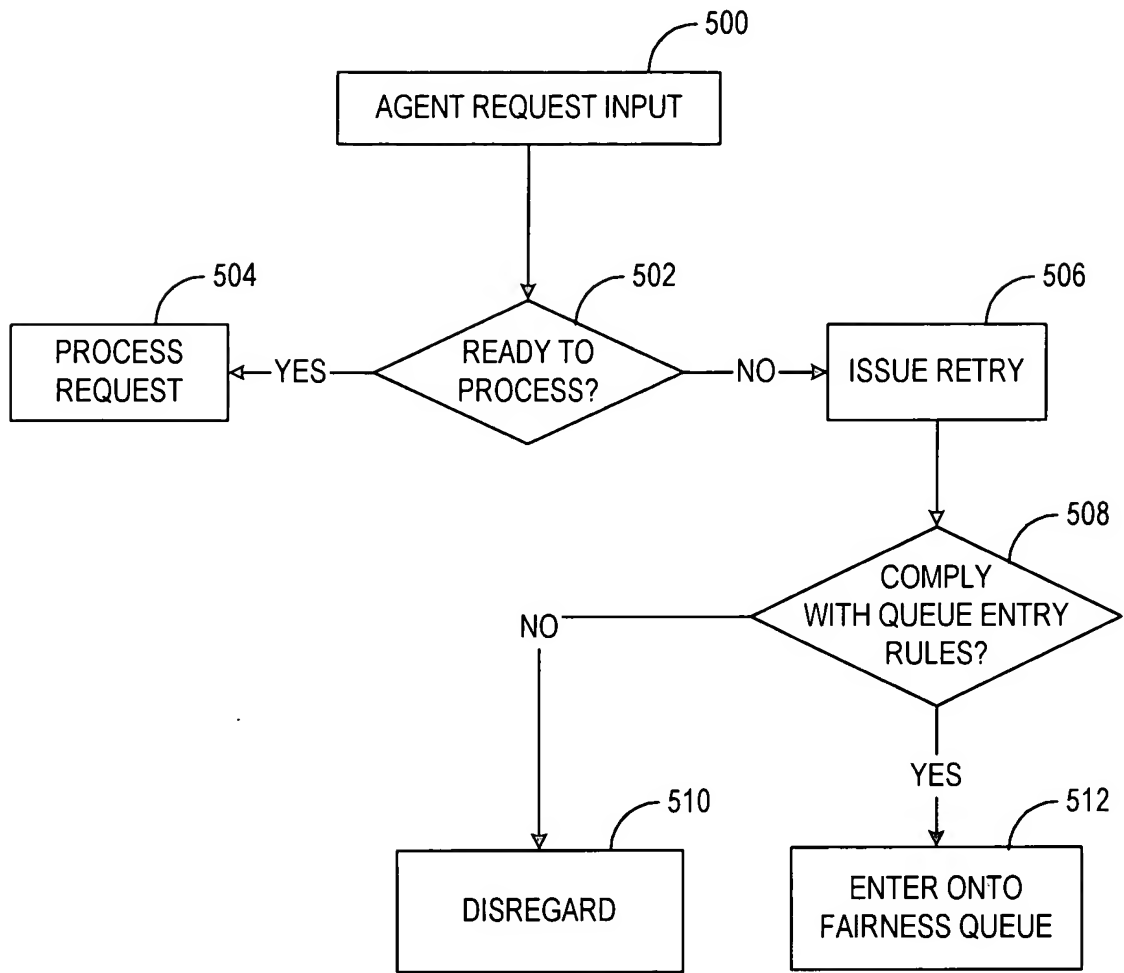 500
AGENT REQUEST INPUT
504
502
506
PROCESS
REQUEST
YES
READY TO
PROCESS?
NO
ISSUE RETRY
508
COMPLY
WITH QUEUE ENTRY
RULES?
NO
YES
510
512
DISREGARD
ENTER ONTO
FAIRNESS QUEUE